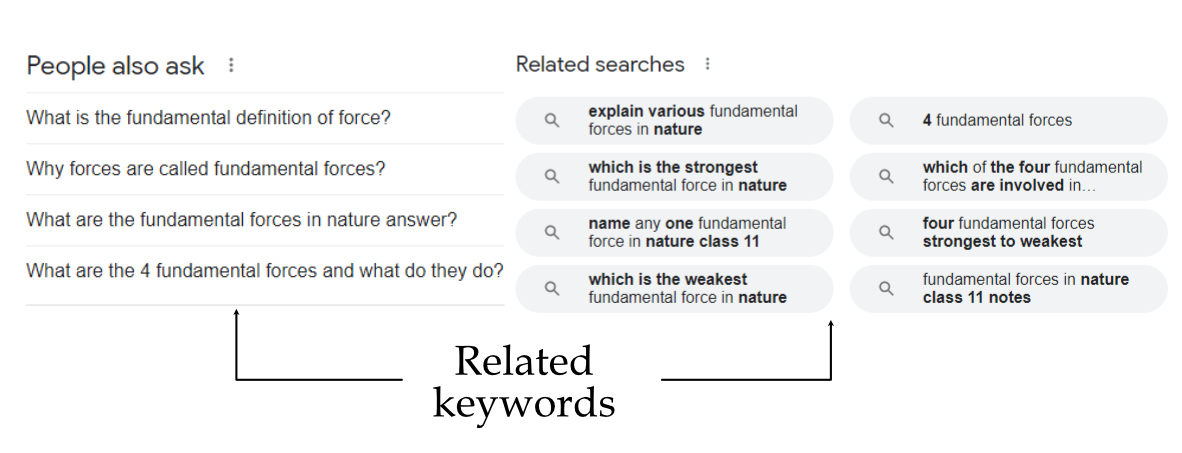 People also ask
What is the fundamental definition of force?
Why forces are called fundamental forces?
What are the fundamental forces in nature answer?
What are the 4 fundamental forces and what do they do?
Related searches
explain various fundamental
forces in nature
which is the strongest
fundamental force in nature
name any one fundamental
force in nature class 11
which is the weakest
fundamental force in nature
4 fundamental forces
which of the four fundamental
forces are involved in...
four fundamental forces
strongest to weakest
fundamental forces in nature
class 11 notes
Related
keywords